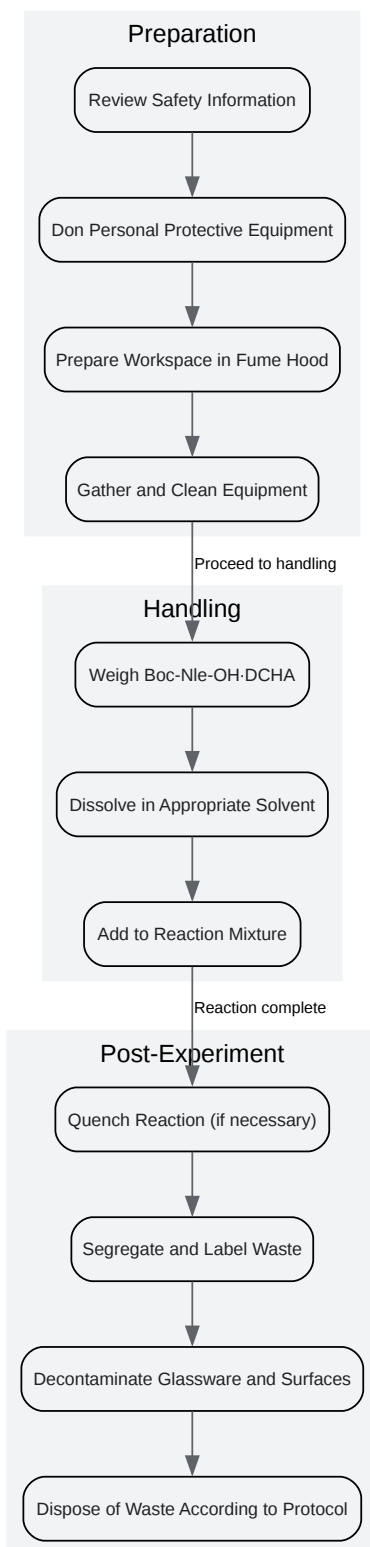 Preparation
Review Safety Information
Don Personal Protective Equipment
Prepare Workspace in Fume Hood
Gather and Clean Equipment
Proceed to handling
Handling
Weigh Boc-Nle-OH·DCHA
Dissolve in Appropriate Solvent
Add to Reaction Mixture
Reaction complete
Post-Experiment
Quench Reaction (if necessary)
Segregate and Label Waste
Decontaminate Glassware and Surfaces
Dispose of Waste According to Protocol